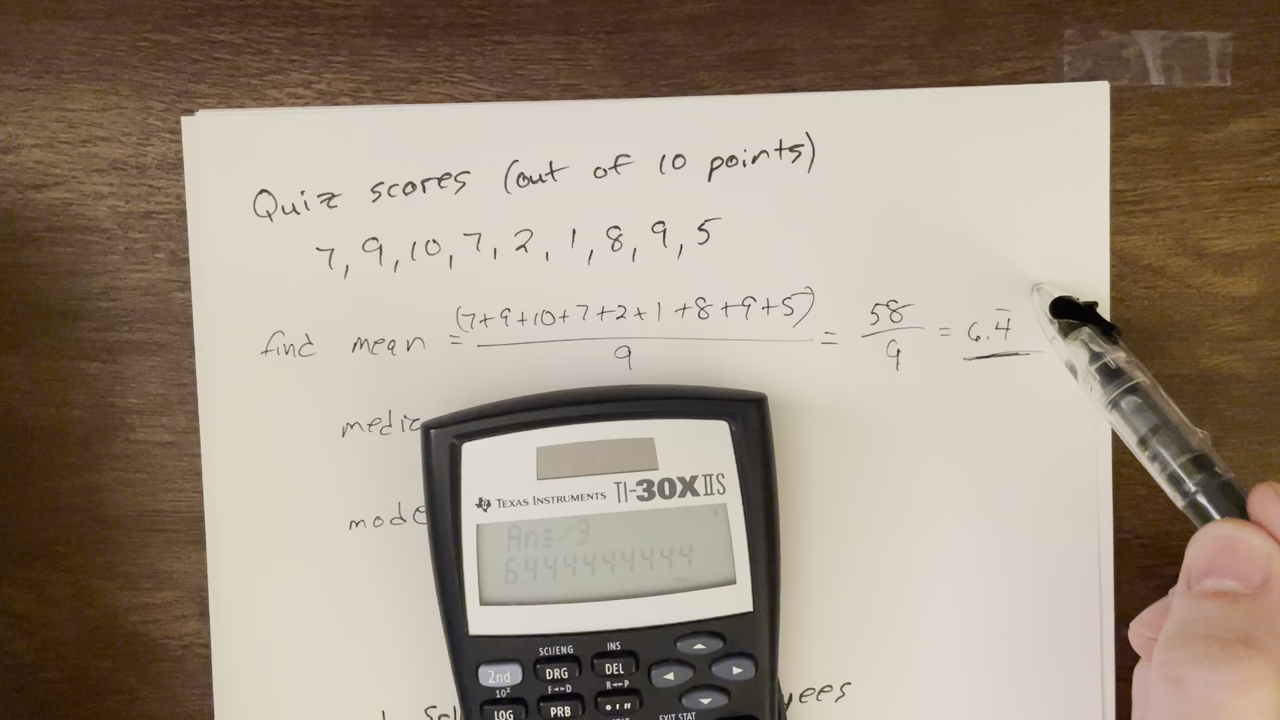 Quiz scores (out of 10 points)
7, 9, 10, 7, 2, 1, 8, 9, 5
find mean = (7+9+10+7+2+1+8+9+5) / 9 = 58 / 9 = 6.4̅
TEXAS INSTRUMENTS TI-30X IIS
Ans/9
6.444444444
SCI/ENG INS
2nd DRG DEL
10ˣ F◄►D R◄►P
LOG PRB o ' "
EXIT STAT